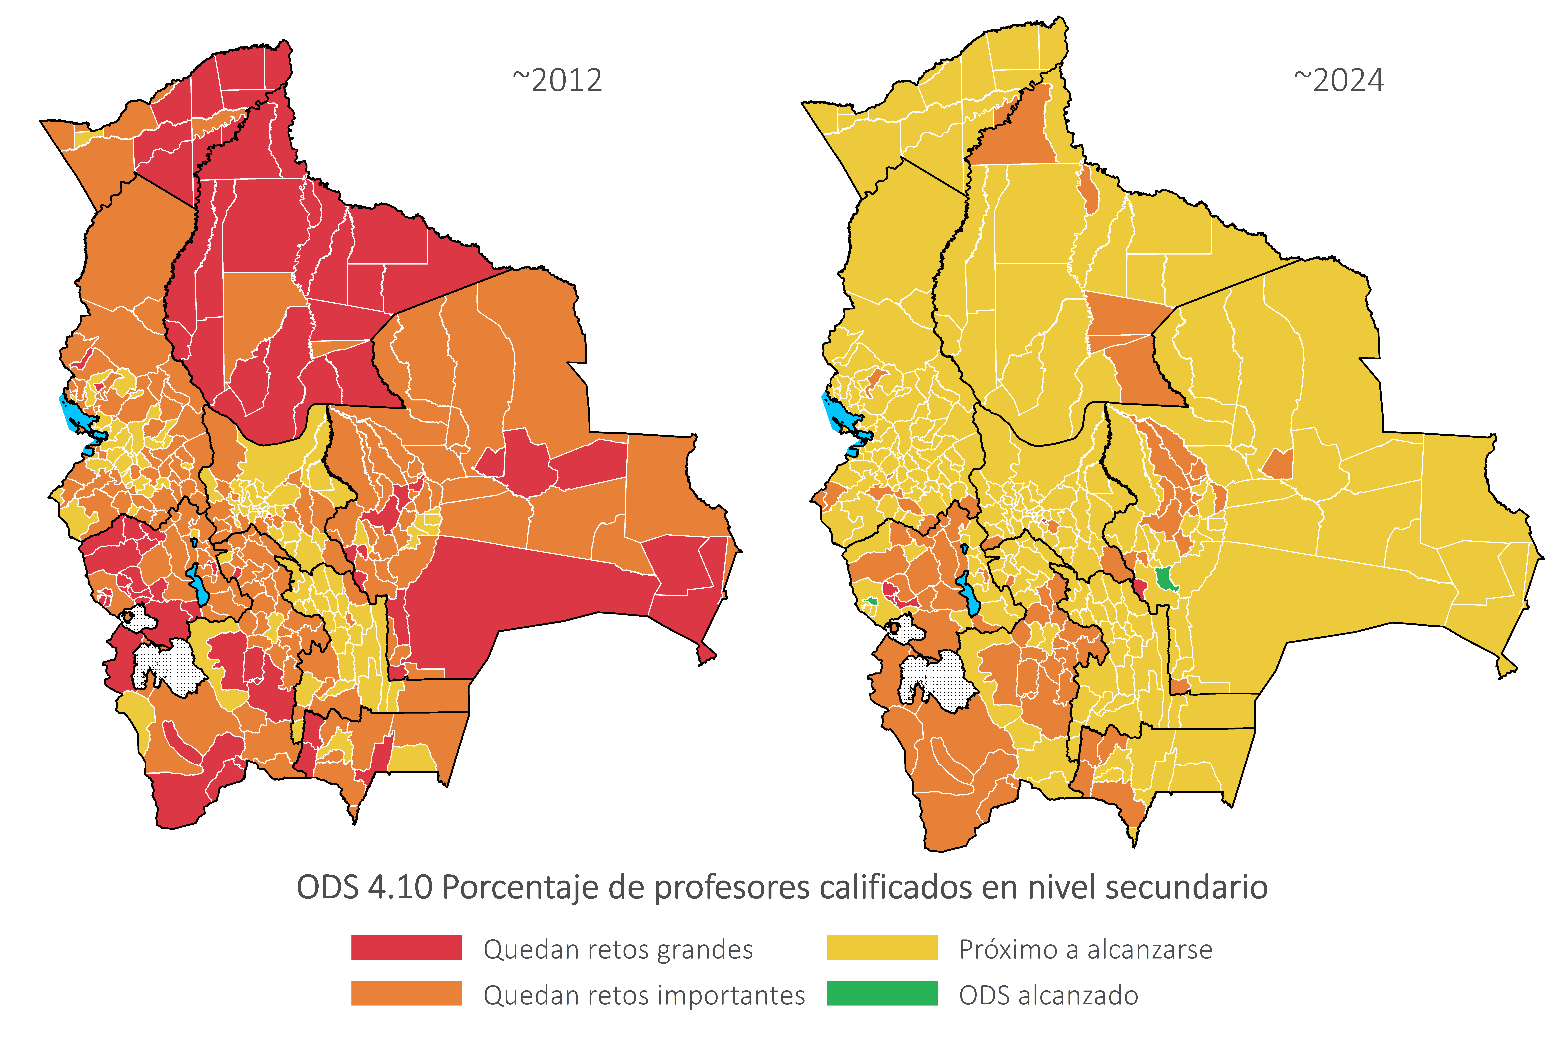 ~2012
~2024
ODS 4.10 Porcentaje de profesores calificados en nivel secundario
Quedan retos grandes
Próximo a alcanzarse
Quedan retos importantes
ODS alcanzado